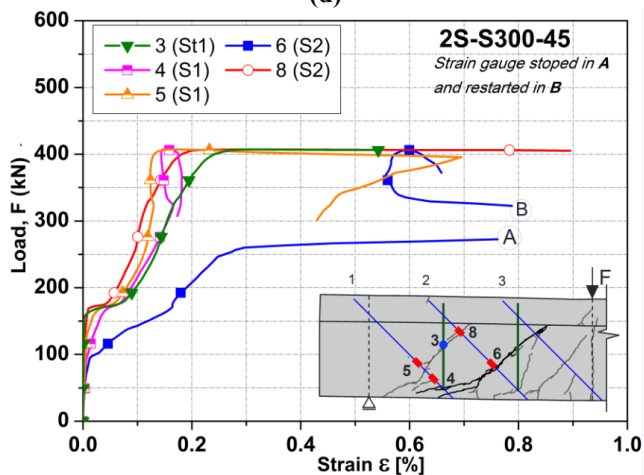 (d)
600
500
400
300
200
100
0
Load, F (kN)
3 (St1)
6 (S2)
4 (S1)
8 (S2)
5 (S1)
2S-S300-45
Strain gauge stoped in A
and restarted in B
B
A
1
2
3
F
3
8
5
4
6
0.0
0.2
0.4
0.6
0.8
1.0
Strain ε [%]